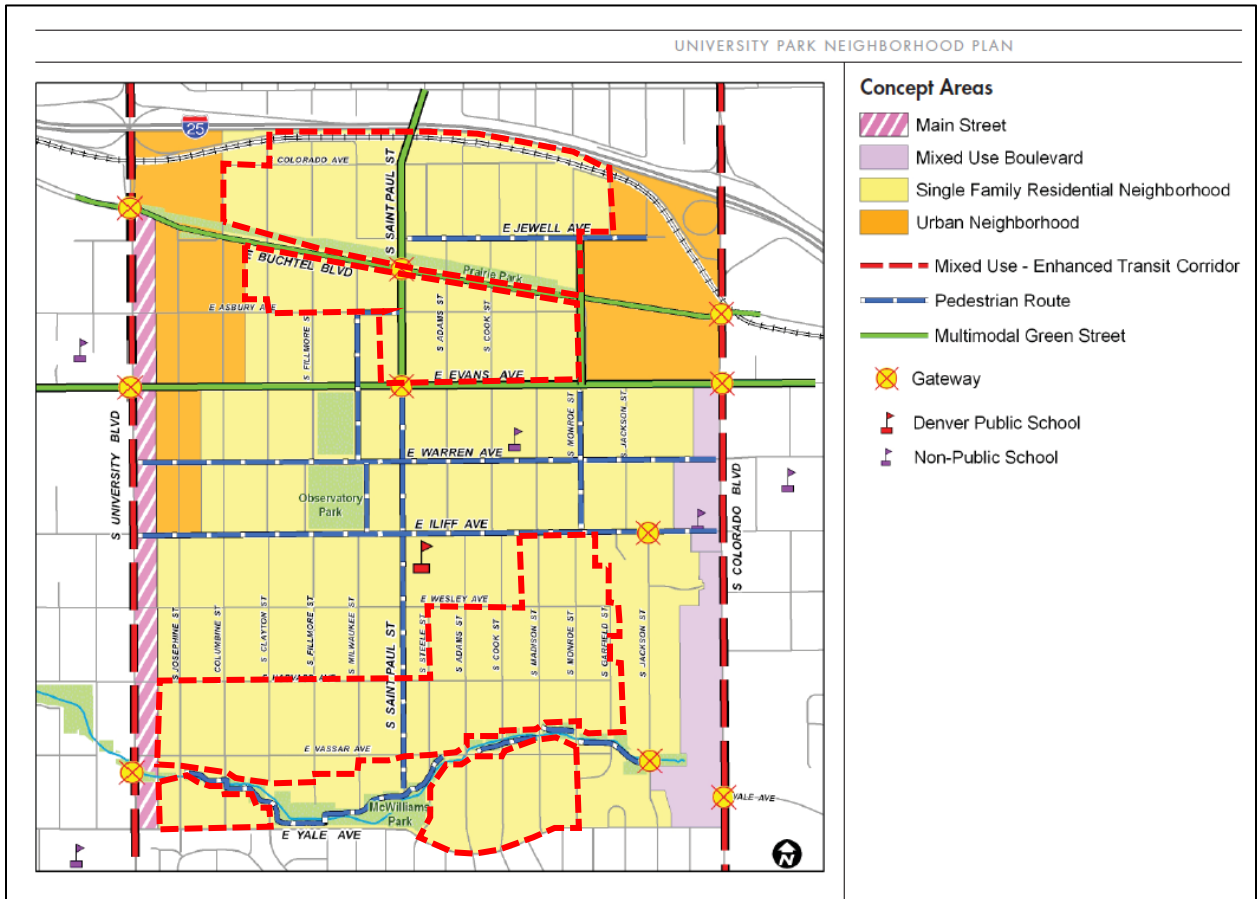 UNIVERSITY PARK NEIGHBORHOOD PLAN
Concept Areas
Main Street
Mixed Use Boulevard
Single Family Residential Neighborhood
Urban Neighborhood
Mixed Use - Enhanced Transit Corridor
Pedestrian Route
Multimodal Green Street
Gateway
Denver Public School
Non-Public School
25
COLORADO AVE
S SAINT PAUL ST
E JEWELL AVE
E BUCHTEL BLVD
Prairie Park
E ASBURY AVE
S FILLMORE S
S ADAMS ST
S COOK ST
E EVANS AVE
S UNIVERSITY BLVD
S MONROE ST
S JACKSON ST
E WARREN AVE
Observatory
Park
E ILIFF AVE
S COLORADO BLVD
E WESLEY AVE
S JOSEPHINE ST
COLUMBINE ST
S CLAYTON ST
S FILLMORE ST
S MILWAUKEE ST
S SAINT PAUL ST
S STEELE ST
S ADAMS ST
S COOK ST
S MADISON ST
S MONROE ST
S GARFIELD ST
S JACKSON ST
S HARVARD AVE
E VASSAR AVE
McWilliams
Park
E YALE AVE
YALE AVE
N